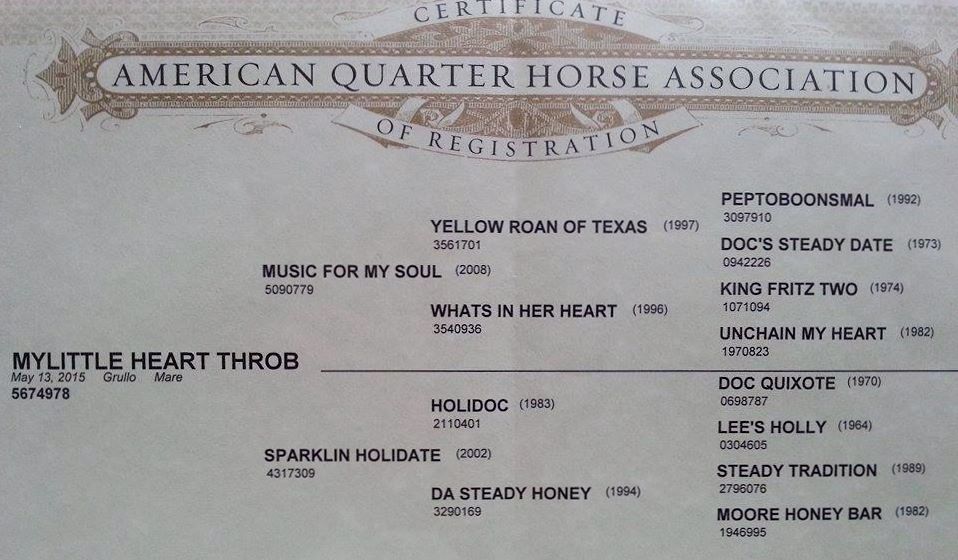 CERTIFICATE
AMERICAN QUARTER HORSE ASSOCIATION
OF REGISTRATION
PEPTOBOONSMAL (1992)
3097910
YELLOW ROAN OF TEXAS (1997)
3561701
DOC'S STEADY DATE (1973)
0942226
MUSIC FOR MY SOUL (2008)
5090779
KING FRITZ TWO (1974)
1071094
WHATS IN HER HEART (1996)
3540936
UNCHAIN MY HEART (1982)
1970823
MYLITTLE HEART THROB
May 13, 2015 Grullo Mare
5674978
DOC QUIXOTE (1970)
0698787
HOLIDOC (1983)
2110401
LEE'S HOLLY (1964)
0304605
SPARKLIN HOLIDATE (2002)
4317309
STEADY TRADITION (1989)
2796076
DA STEADY HONEY (1994)
3290169
MOORE HONEY BAR (1982)
1946995